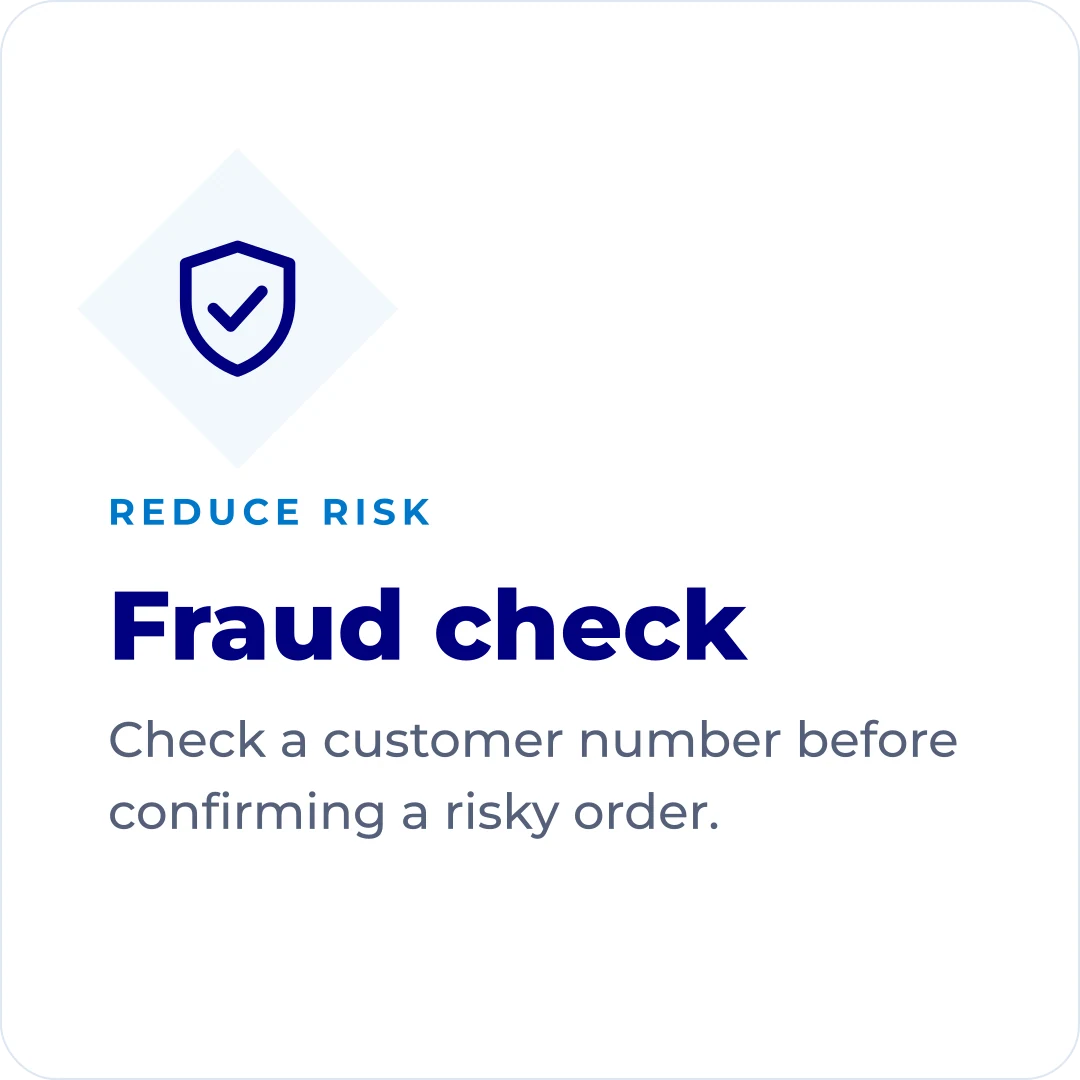 REDUCE RISK
Fraud check
Check a customer number before
confirming a risky order.